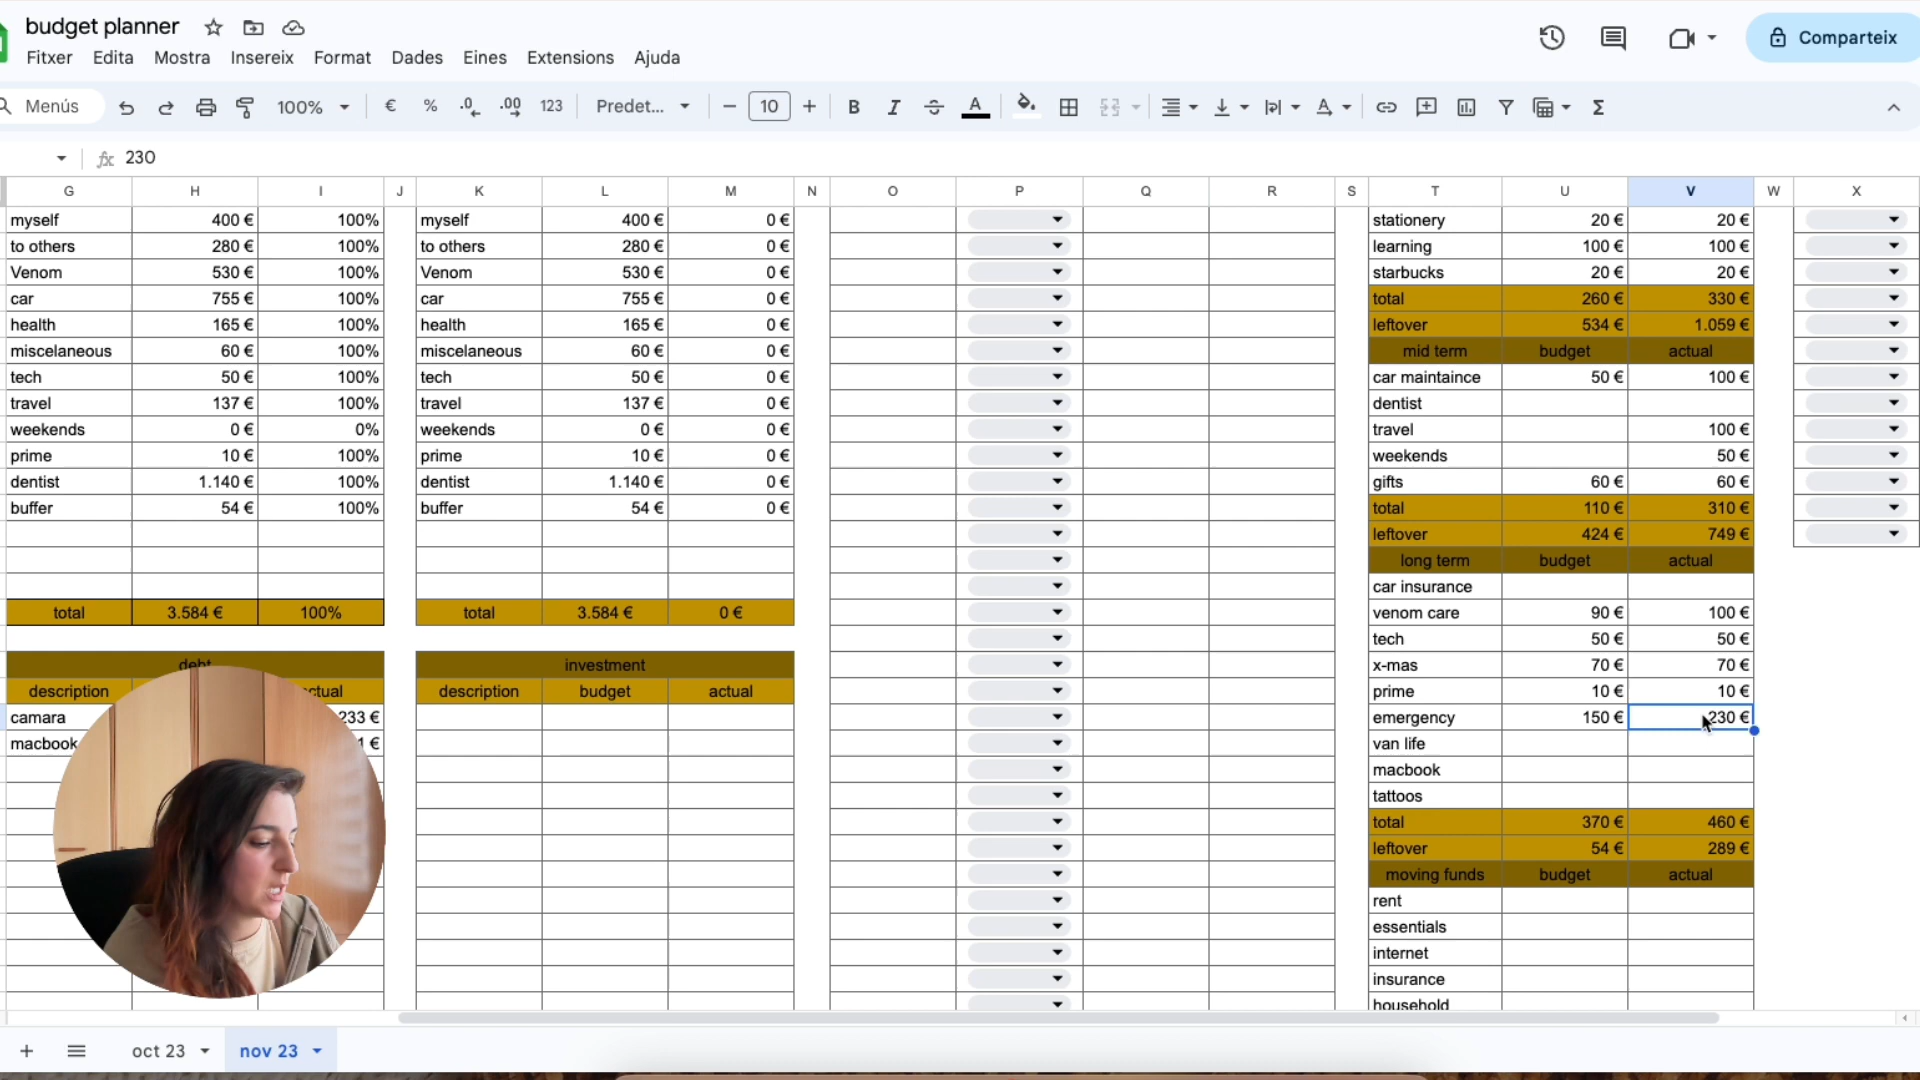 budget planner
Fitxer Edita Mostra Insereix Format Dades Eines Extensions Ajuda
Comparteix
Menús 100% € % .0 .00 123 Predet... 10 B I A Σ
fx 230
G H I J K L M N O P Q R S T U V W X
myself 400 € 100% myself 400 € 0 € stationery 20 € 20 €
to others 280 € 100% to others 280 € 0 € learning 100 € 100 €
Venom 530 € 100% Venom 530 € 0 € starbucks 20 € 20 €
car 755 € 100% car 755 € 0 € total 260 € 330 €
health 165 € 100% health 165 € 0 € leftover 534 € 1.059 €
miscelaneous 60 € 100% miscelaneous 60 € 0 € mid term budget actual
tech 50 € 100% tech 50 € 0 € car maintaince 50 € 100 €
travel 137 € 100% travel 137 € 0 € dentist
weekends 0 € 0% weekends 0 € 0 € travel 100 €
prime 10 € 100% prime 10 € 0 € weekends 50 €
dentist 1.140 € 100% dentist 1.140 € 0 € gifts 60 € 60 €
buffer 54 € 100% buffer 54 € 0 € total 110 € 310 €
leftover 424 € 749 €
long term budget actual
car insurance
total 3.584 € 100% total 3.584 € 0 € venom care 90 € 100 €
tech 50 € 50 €
debt investment x-mas 70 € 70 €
description ctual description budget actual prime 10 € 10 €
camara 233 € emergency 150 € 230 €
macbook 1 € van life
macbook
tattoos
total 370 € 460 €
leftover 54 € 289 €
moving funds budget actual
rent
essentials
internet
insurance
household
oct 23 nov 23